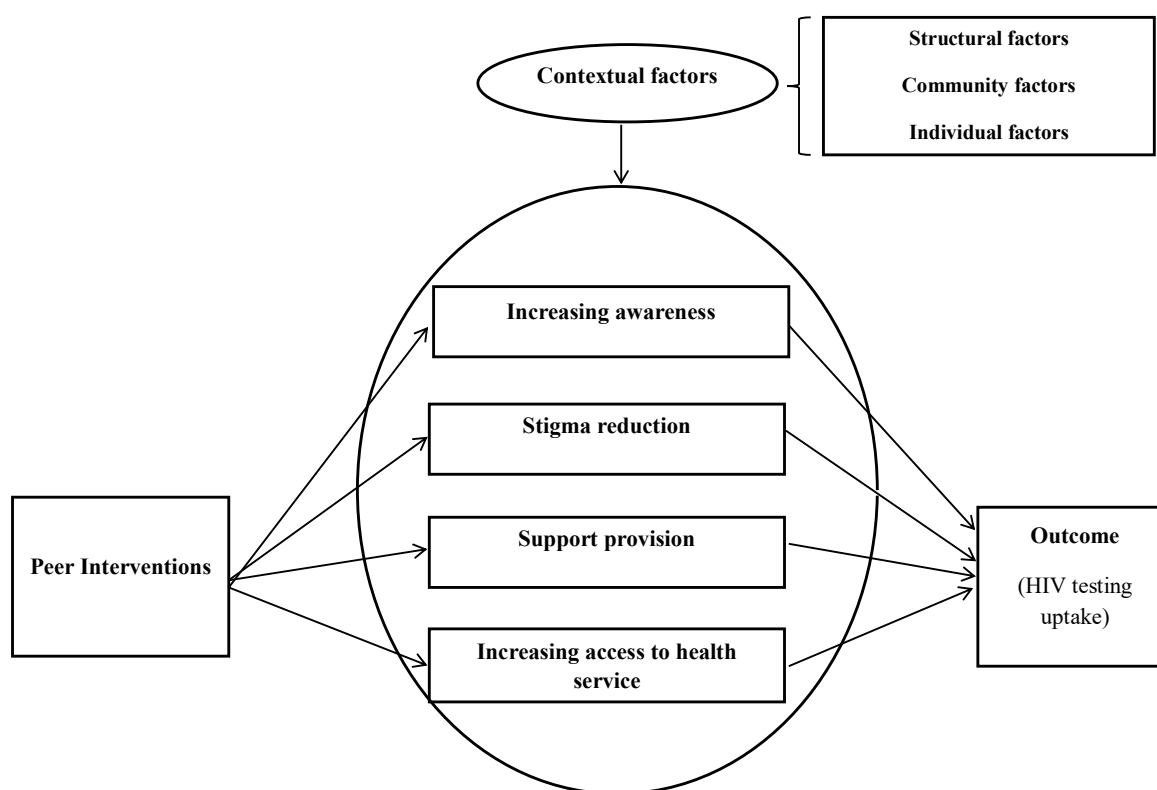 Structural factors
Contextual factors
Community factors
Individual factors
Increasing awareness
Stigma reduction
Support provision
Peer Interventions
Outcome
(HIV testing
uptake)
Increasing access to health
service